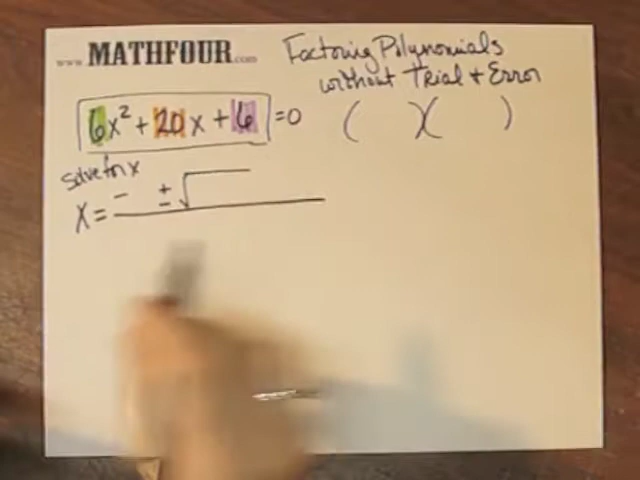 www.MATHFOUR.com
Factoring Polynomials
without Trial + Error
6x² + 20x + 6 = 0 ( )( )
Solve for x
x = - ± √